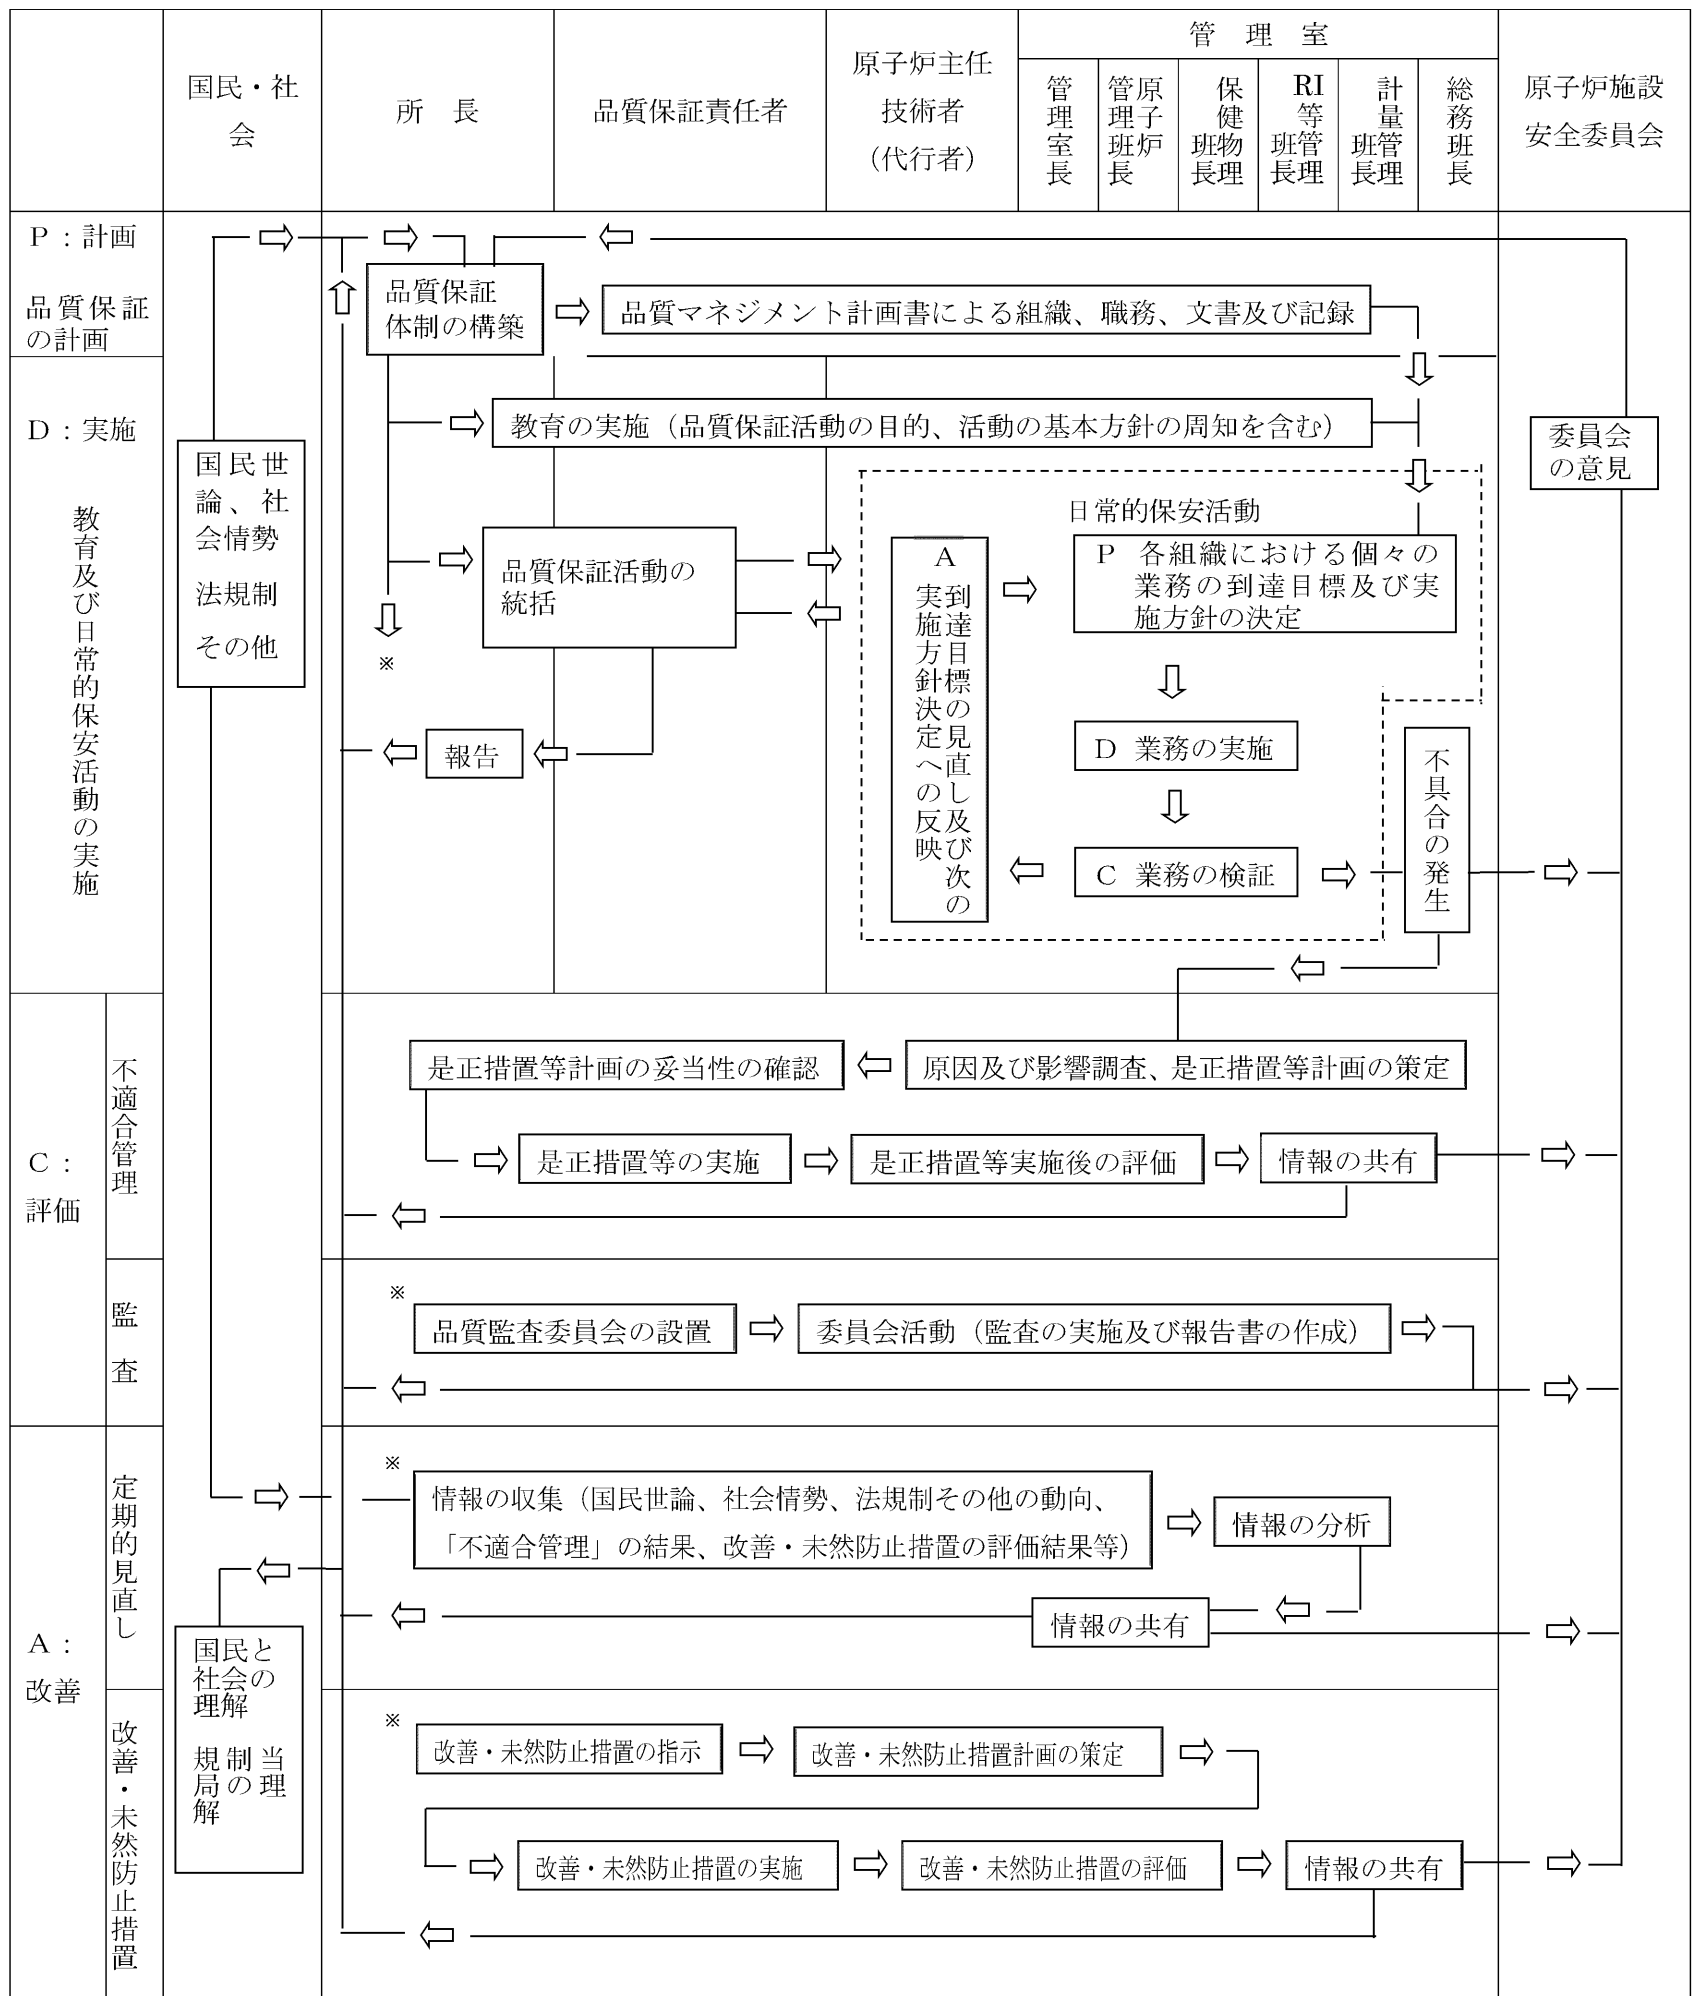 国民・社
会
所　長
品質保証責任者
原子炉主任
技術者
（代行者）
管　理　室
管理室長
原子炉
管理班長
保健物理
班長
RI等管理
班長
計量管理
班長
総務班長
原子炉施設
安全委員会
P：計画
品質保証
の計画
品質保証
体制の構築
品質マネジメント計画書による組織、職務、文書及び記録
D：実施
教育及び日常的保安活動の実施
教育の実施（品質保証活動の目的、活動の基本方針の周知を含む）
委員会
の意見
国民世
論、社
会情勢
法規制
その他
日常的保安活動
品質保証活動の
統括
A
到達目標の見直し及び次の
実施方針決定への反映
P 各組織における個々の
業務の到達目標及び実
施方針の決定
※
報告
D 業務の実施
C 業務の検証
不具合の発生
C：
評価
不適合管理
是正措置等計画の妥当性の確認
原因及び影響調査、是正措置等計画の策定
是正措置等の実施
是正措置等実施後の評価
情報の共有
監　査
※
品質監査委員会の設置
委員会活動（監査の実施及び報告書の作成）
A：
改善
定期的見直し
※
情報の収集（国民世論、社会情勢、法規制その他の動向、
「不適合管理」の結果、改善・未然防止措置の評価結果等）
情報の分析
情報の共有
国民と
社会の
理解
規制当
局の理
解
改善・未然防止措置
※
改善・未然防止措置の指示
改善・未然防止措置計画の策定
改善・未然防止措置の実施
改善・未然防止措置の評価
情報の共有